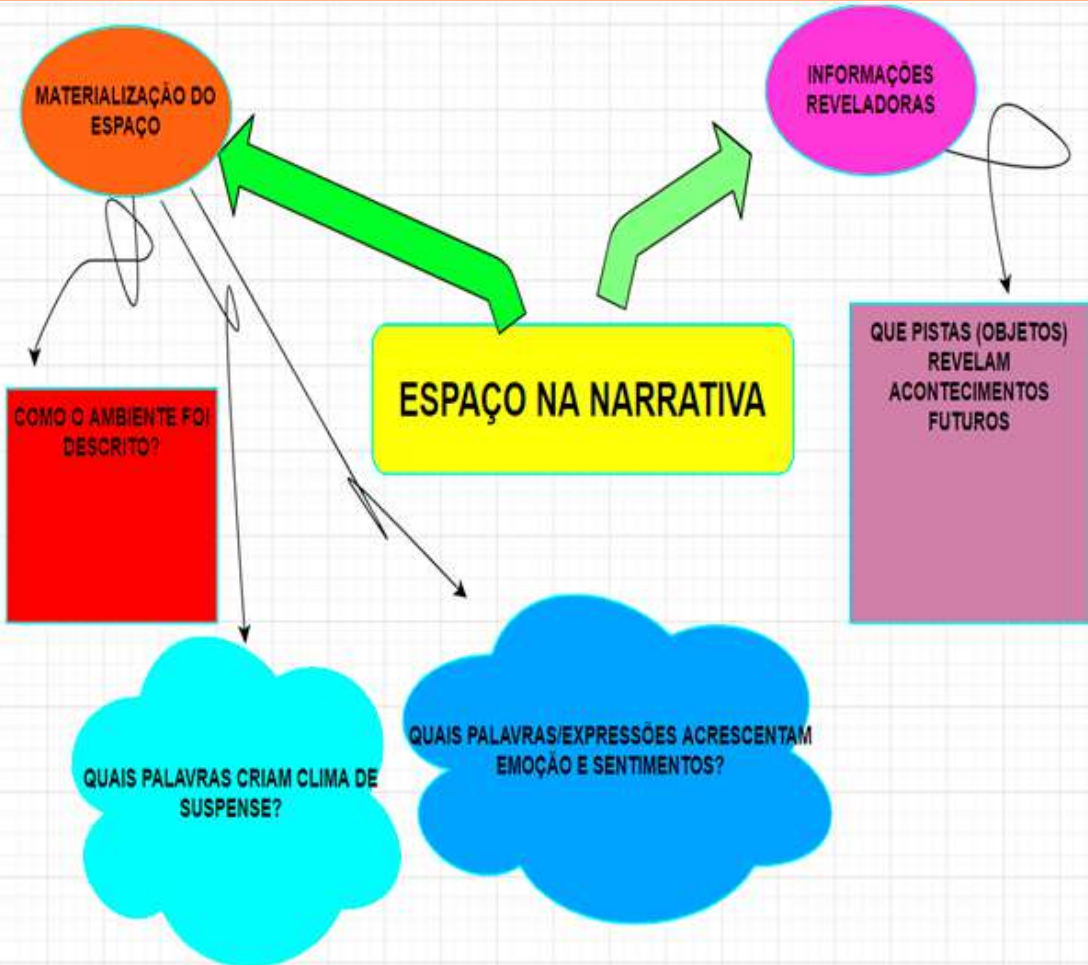 MATERIALIZAÇÃO DO
ESPAÇO
INFORMAÇÕES
REVELADORAS
ESPAÇO NA NARRATIVA
QUE PISTAS (OBJETOS)
REVELAM
ACONTECIMENTOS
FUTUROS
COMO O AMBIENTE FOI
DESCRITO?
QUAIS PALAVRAS CRIAM CLIMA DE
SUSPENSE?
QUAIS PALAVRAS/EXPRESSÕES ACRESCENTAM
EMOÇÃO E SENTIMENTOS?